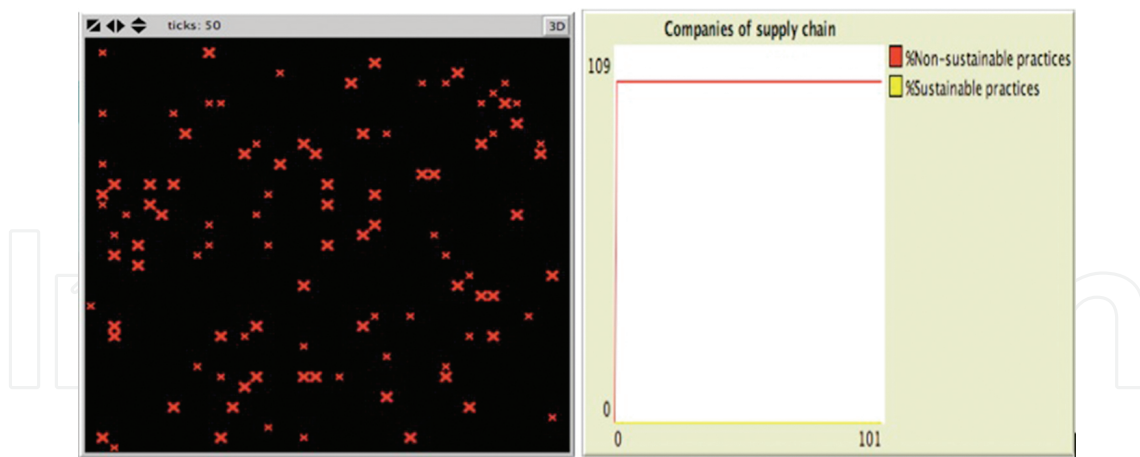 ticks: 50
3D
Companies of supply chain
109
0
0
101
%Non-sustainable practices
%Sustainable practices